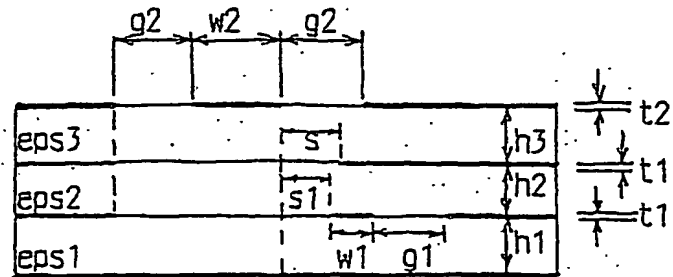 g2 w2 g2
t2
eps3 s h3
t1
eps2 s1 h2
t1
eps1 w1 g1 h1